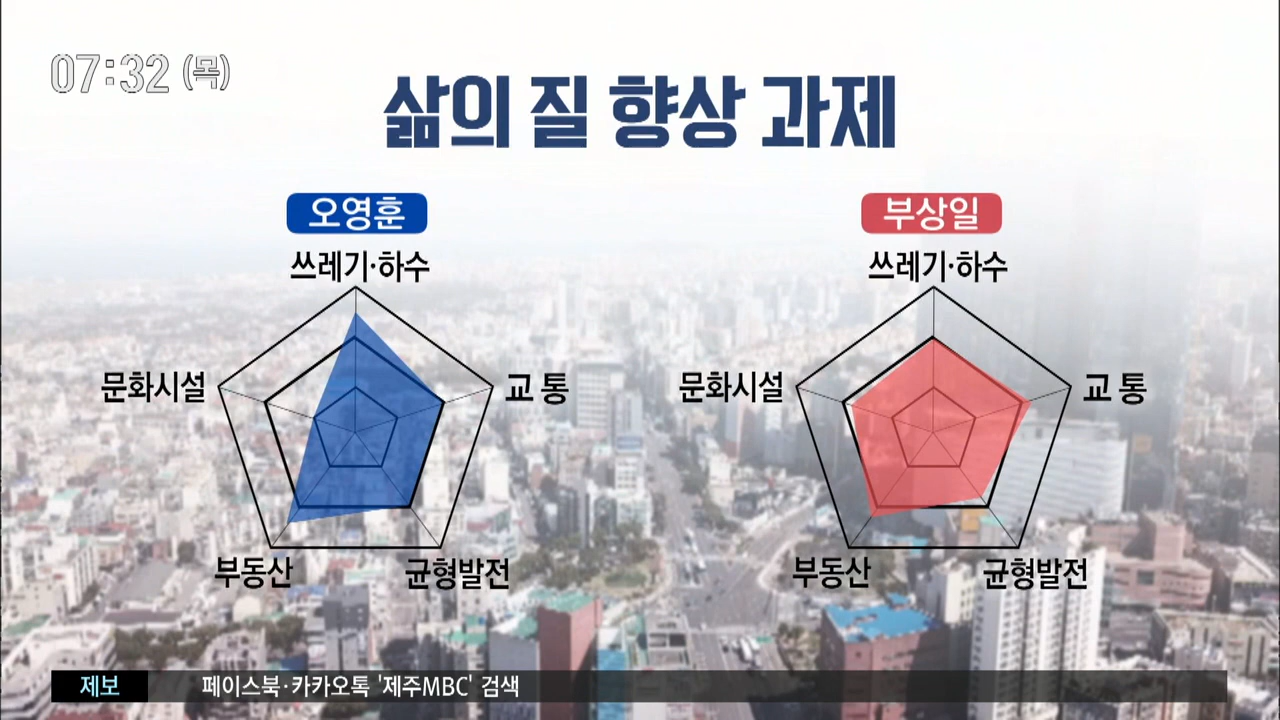 07:32 (목)
삶의 질 향상 과제
오영훈
쓰레기·하수
문화시설
교 통
부동산
균형발전
부상일
쓰레기·하수
문화시설
교 통
부동산
균형발전
제보
페이스북·카카오톡 '제주MBC' 검색